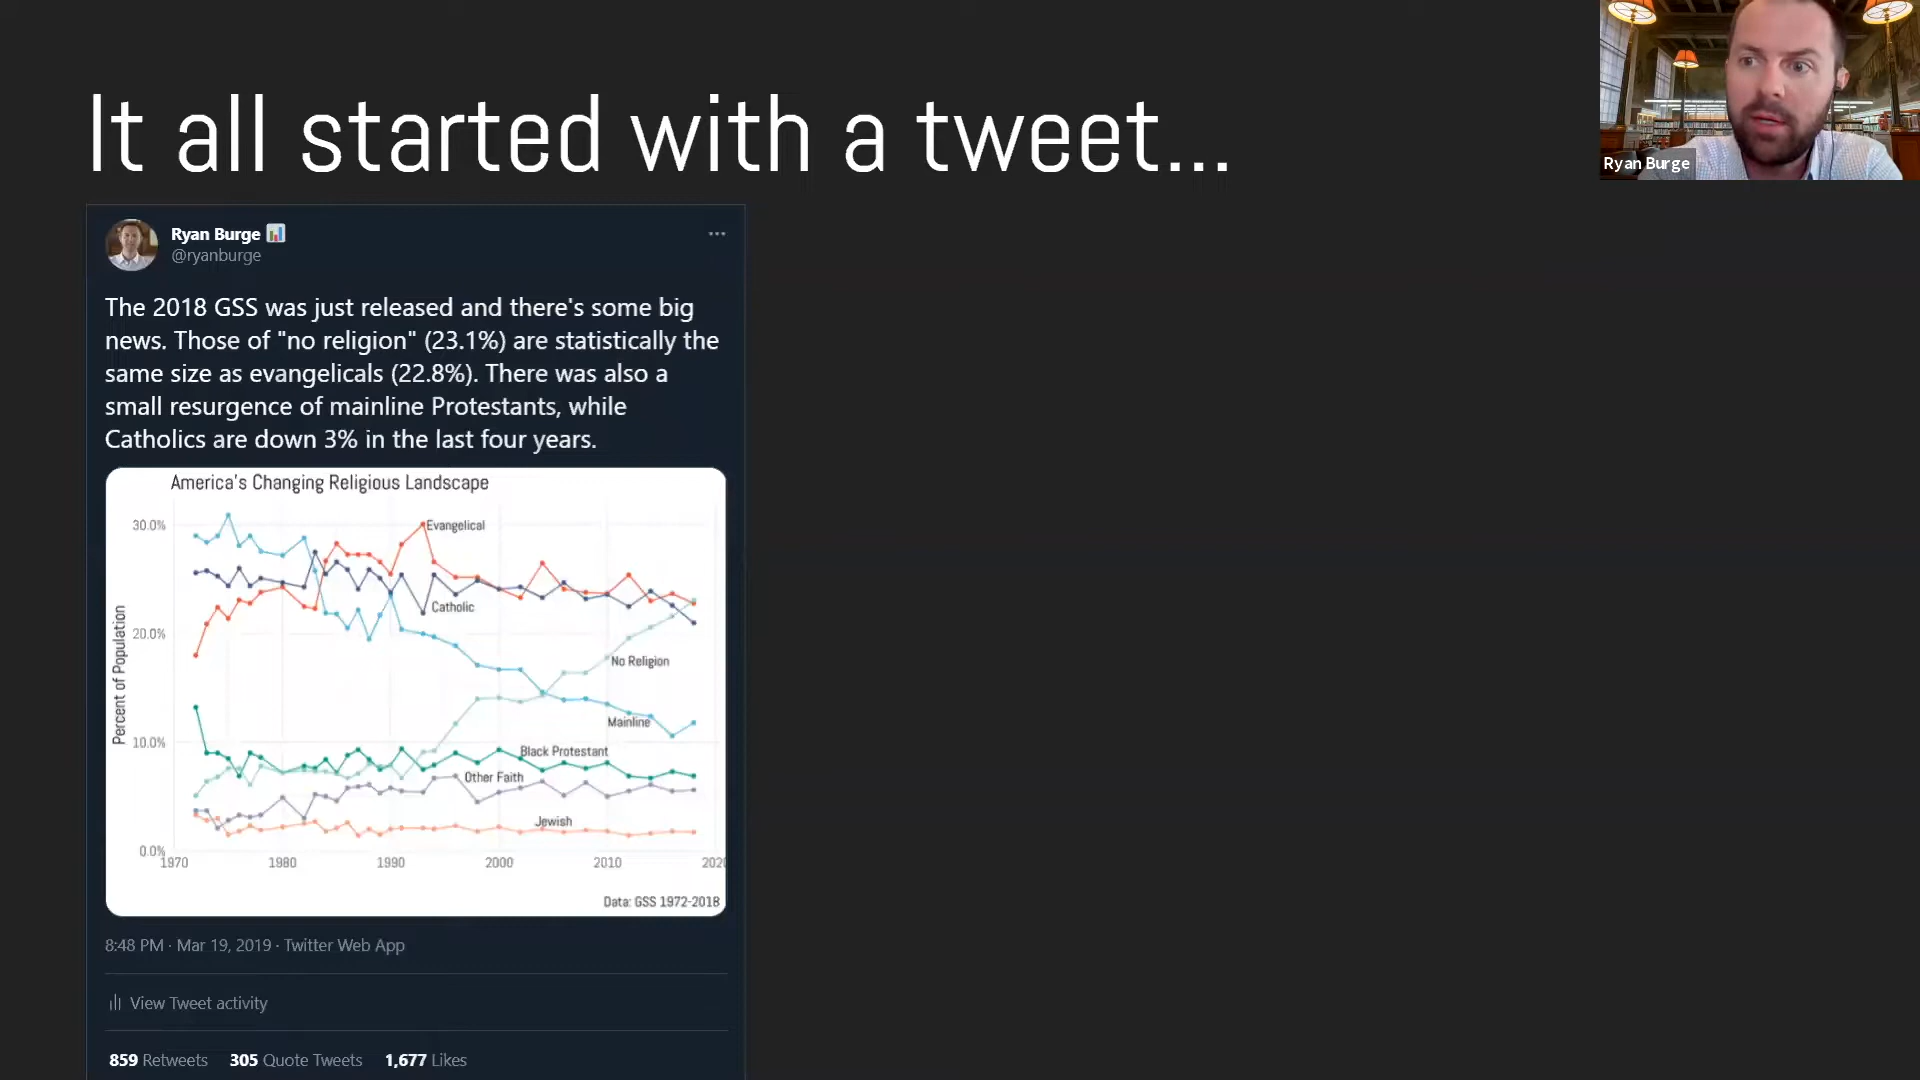 It all started with a tweet...
Ryan Burge
Ryan Burge
@ryanburge
The 2018 GSS was just released and there's some big
news. Those of "no religion" (23.1%) are statistically the
same size as evangelicals (22.8%). There was also a
small resurgence of mainline Protestants, while
Catholics are down 3% in the last four years.
America's Changing Religious Landscape
Percent of Population
30.0%
20.0%
10.0%
0.0%
Evangelical
Catholic
No Religion
Mainline
Black Protestant
Other Faith
Jewish
1970 1980 1990 2000 2010 202
Data: GSS 1972-2018
8:48 PM · Mar 19, 2019 · Twitter Web App
View Tweet activity
859 Retweets 305 Quote Tweets 1,677 Likes